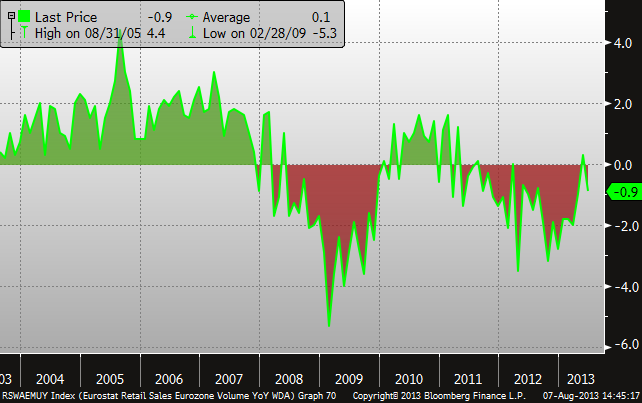 Last Price -0.9 Average 0.1
High on 08/31/05 4.4 Low on 02/28/09 -5.3
4.0
2.0
0.0
-0.9
-2.0
-4.0
-6.0
03 2004 2005 2006 2007 2008 2009 2010 2011 2012 2013
RSWAEMUY Index (Eurostat Retail Sales Eurozone Volume YoY WDA) Graph 70 Copyright© 2013 Bloomberg Finance L.P. 07-Aug-2013 14:45:17